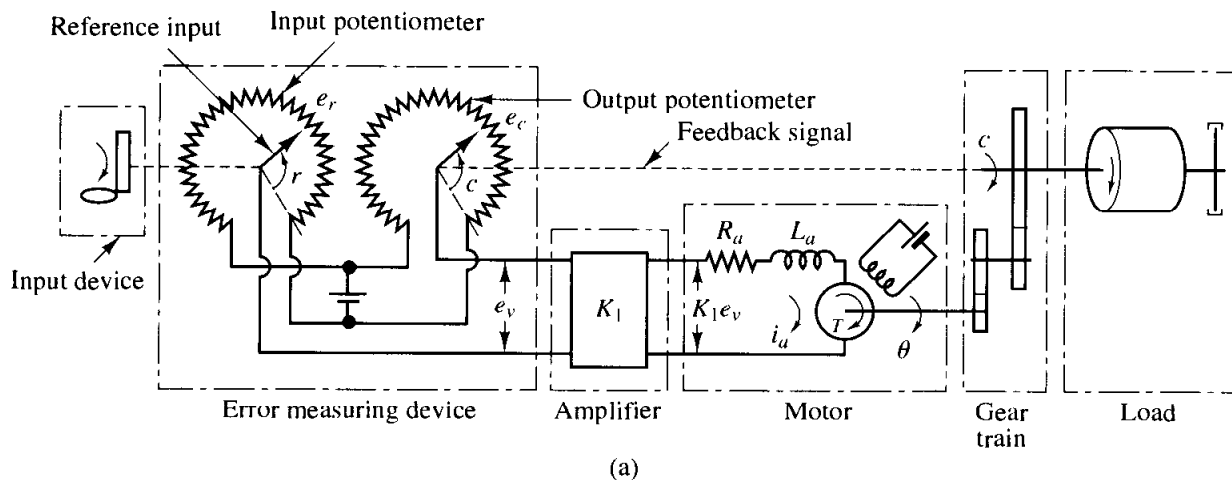 Reference input
Input potentiometer
e_r
r
Output potentiometer
e_c
c
Feedback signal
Input device
e_v
K_1
K_1e_v
R_a
L_a
i_a
T
θ
c
Error measuring device
Amplifier
Motor
Gear
train
Load
(a)